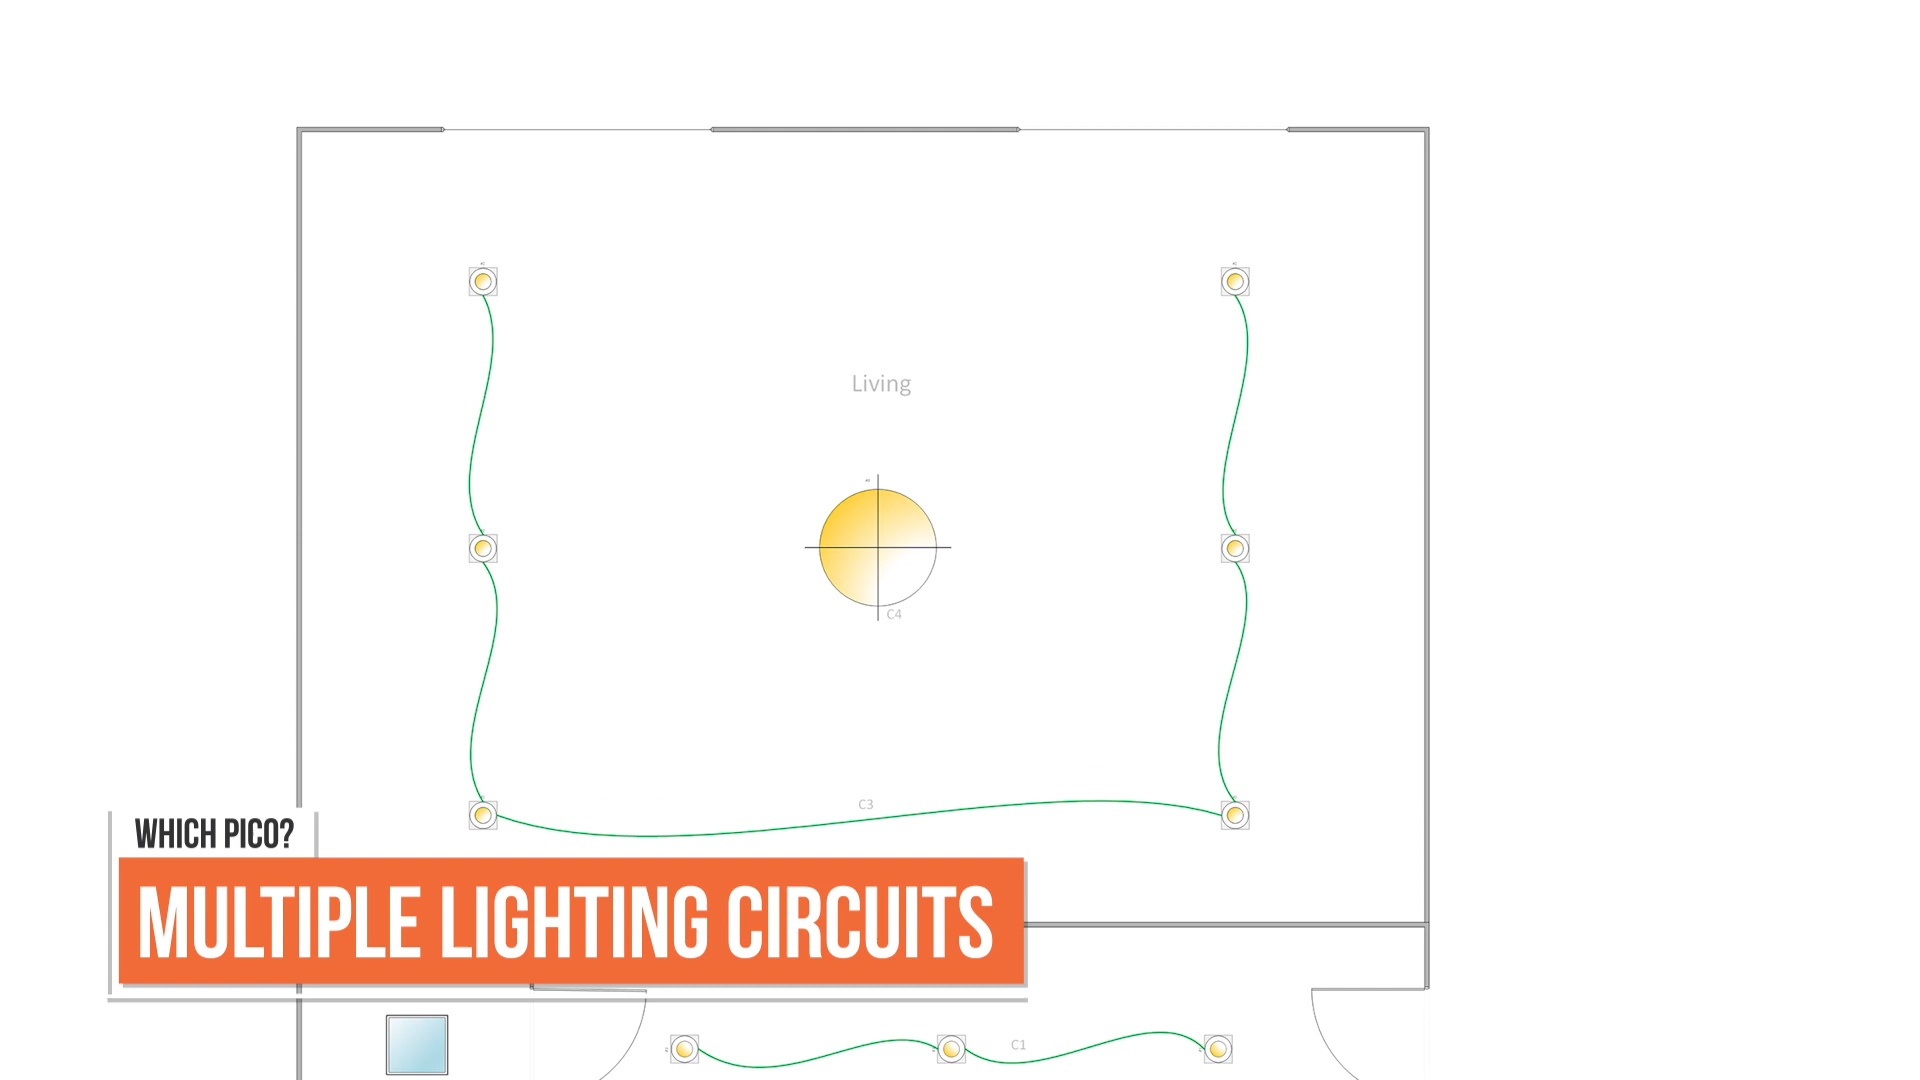 Living
C4
C3
WHICH PICO?
MULTIPLE LIGHTING CIRCUITS
C1